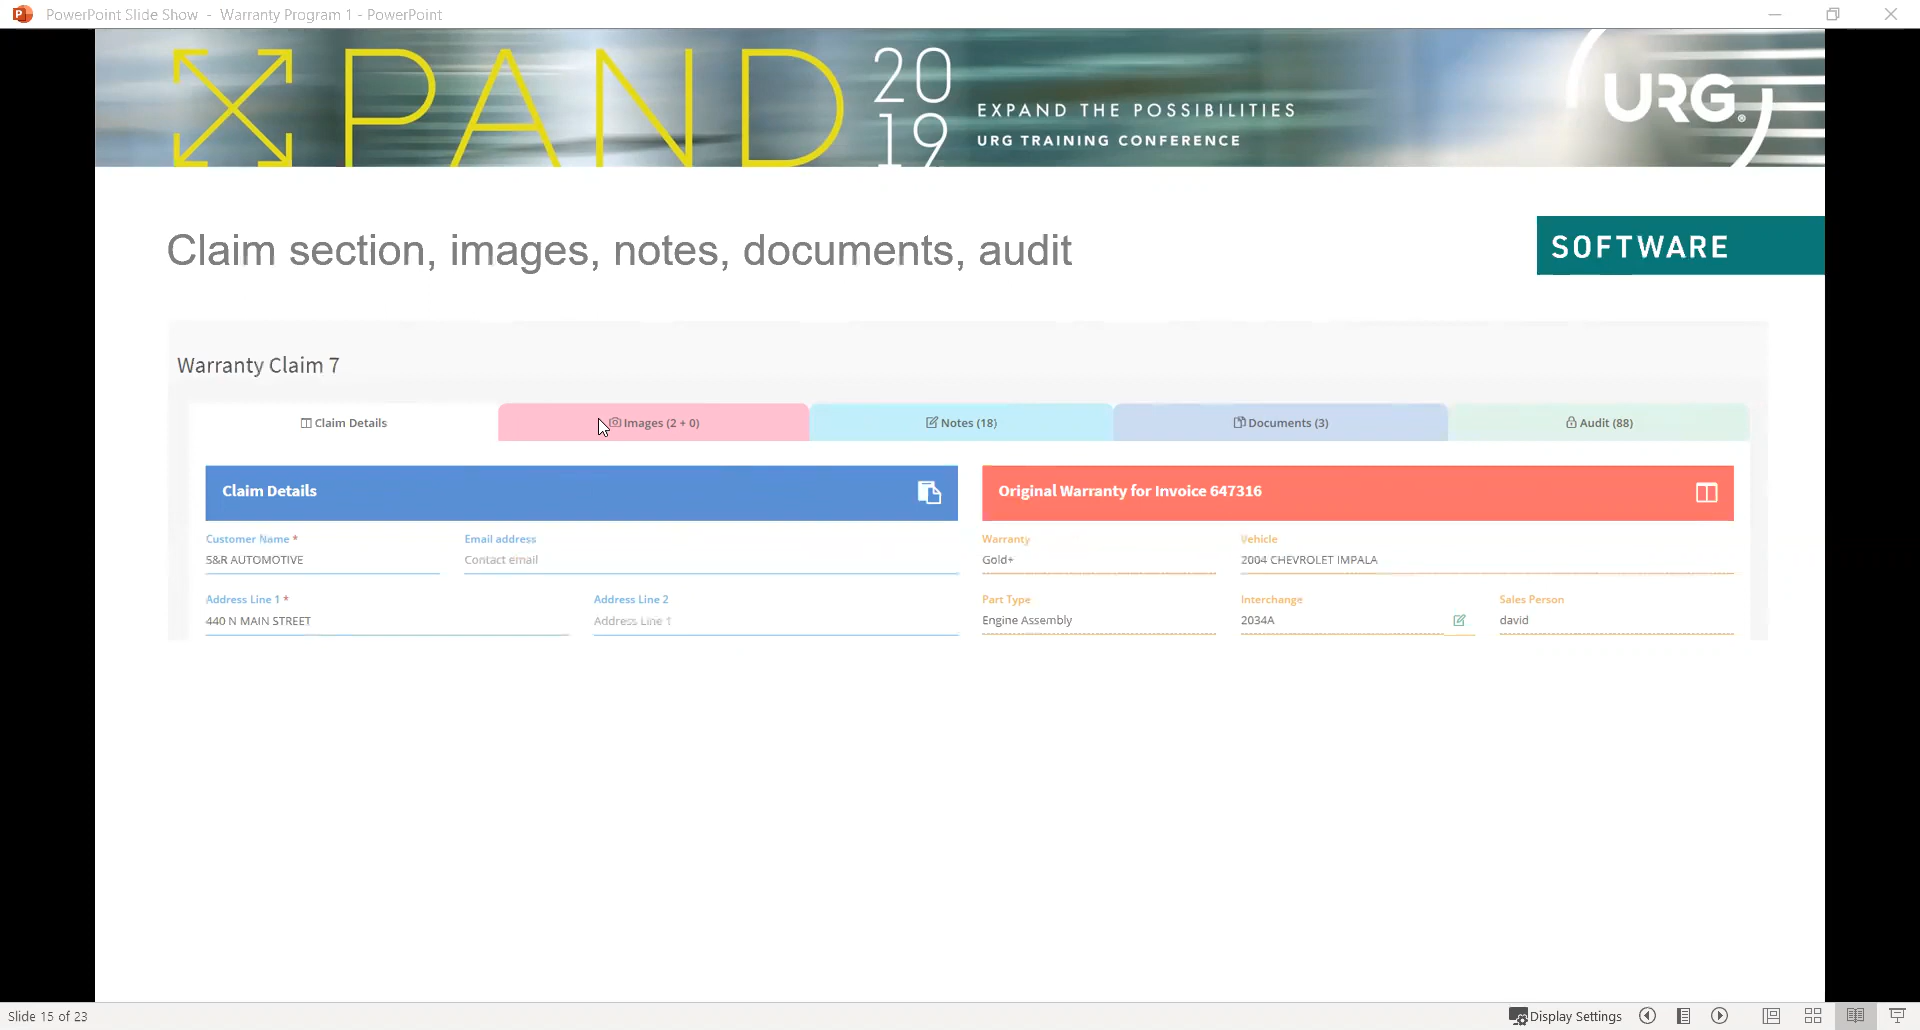 PowerPoint Slide Show - Warranty Program 1 - PowerPoint
XPAND 2019
EXPAND THE POSSIBILITIES
URG TRAINING CONFERENCE
URG®
Claim section, images, notes, documents, audit
SOFTWARE
Warranty Claim 7
Claim Details
Images (2 + 0)
Notes (18)
Documents (3)
Audit (88)
Claim Details
Original Warranty for Invoice 647316
Customer Name * Email address
S&R AUTOMOTIVE Contact email
Warranty Vehicle
Gold+ 2004 CHEVROLET IMPALA
Address Line 1 * Address Line 2
440 N MAIN STREET Address Line 1
Part Type Interchange Sales Person
Engine Assembly 2034A david
Slide 15 of 23
Display Settings